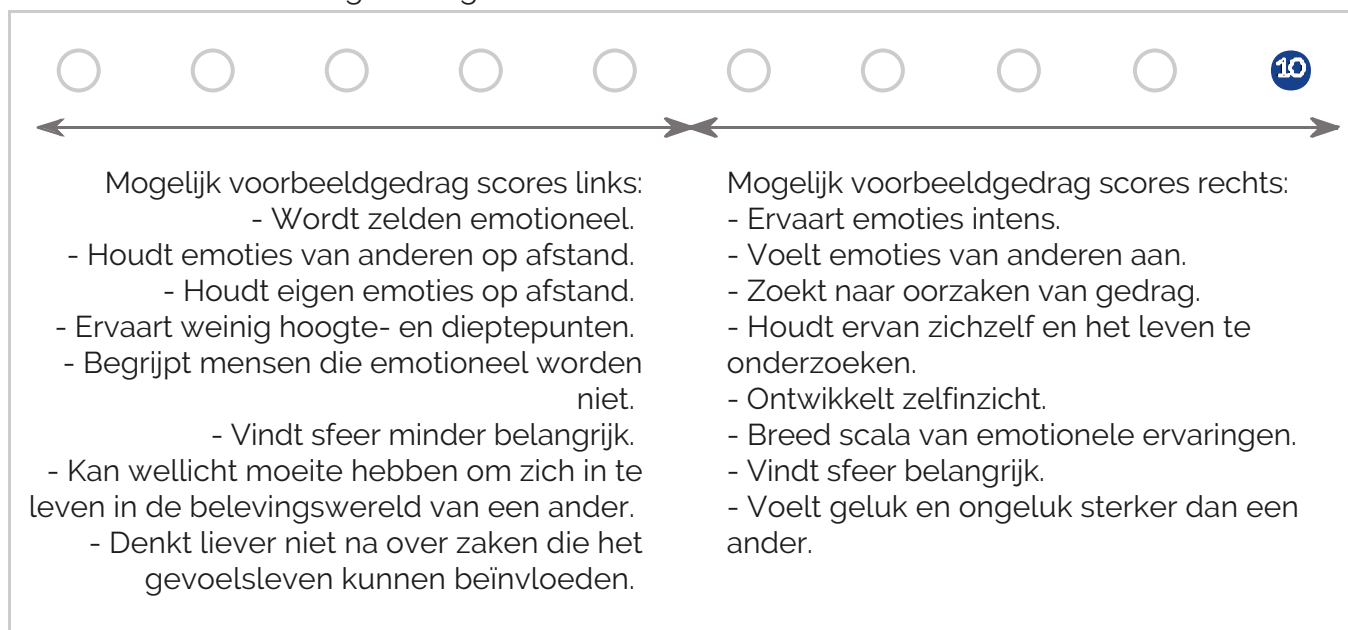 10
Mogelijk voorbeeldgedrag scores links:
- Wordt zelden emotioneel.
- Houdt emoties van anderen op afstand.
- Houdt eigen emoties op afstand.
- Ervaart weinig hoogte- en dieptepunten.
- Begrijpt mensen die emotioneel worden
niet.
- Vindt sfeer minder belangrijk.
- Kan wellicht moeite hebben om zich in te
leven in de belevingswereld van een ander.
- Denkt liever niet na over zaken die het
gevoelsleven kunnen beïnvloeden.
Mogelijk voorbeeldgedrag scores rechts:
- Ervaart emoties intens.
- Voelt emoties van anderen aan.
- Zoekt naar oorzaken van gedrag.
- Houdt ervan zichzelf en het leven te
onderzoeken.
- Ontwikkelt zelfinzicht.
- Breed scala van emotionele ervaringen.
- Vindt sfeer belangrijk.
- Voelt geluk en ongeluk sterker dan een
ander.